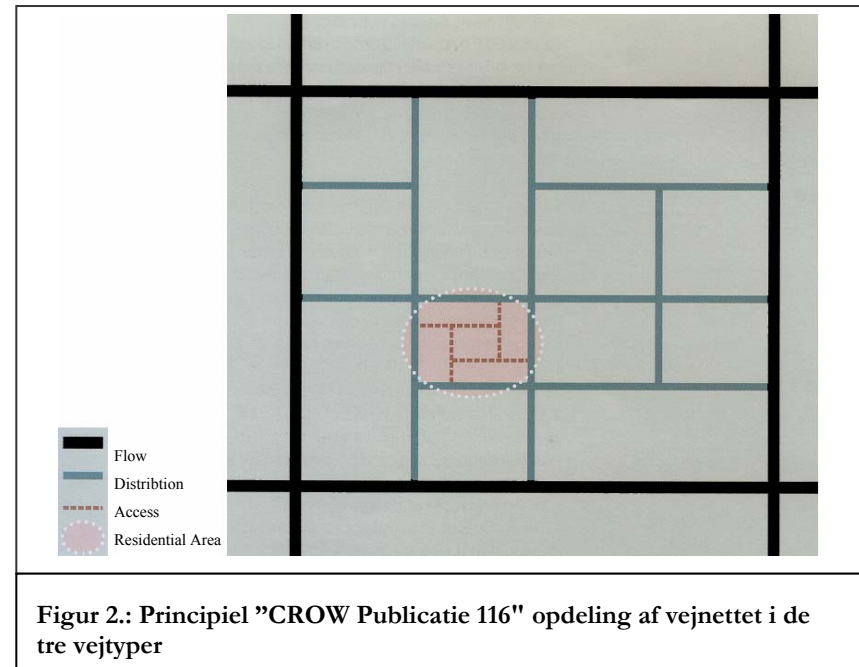 Flow
Distribtion
Access
Residential Area
Figur 2.: Principiel ”CROW Publicatie 116" opdeling af vejnettet i de
tre vejtyper